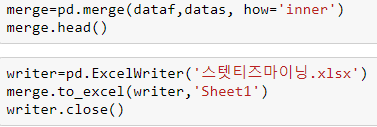 merge=pd.merge(dataf,datas, how='inner')
merge.head()
writer=pd.ExcelWriter('스텟티즈마이닝.xlsx')
merge.to_excel(writer,'Sheet1')
writer.close()